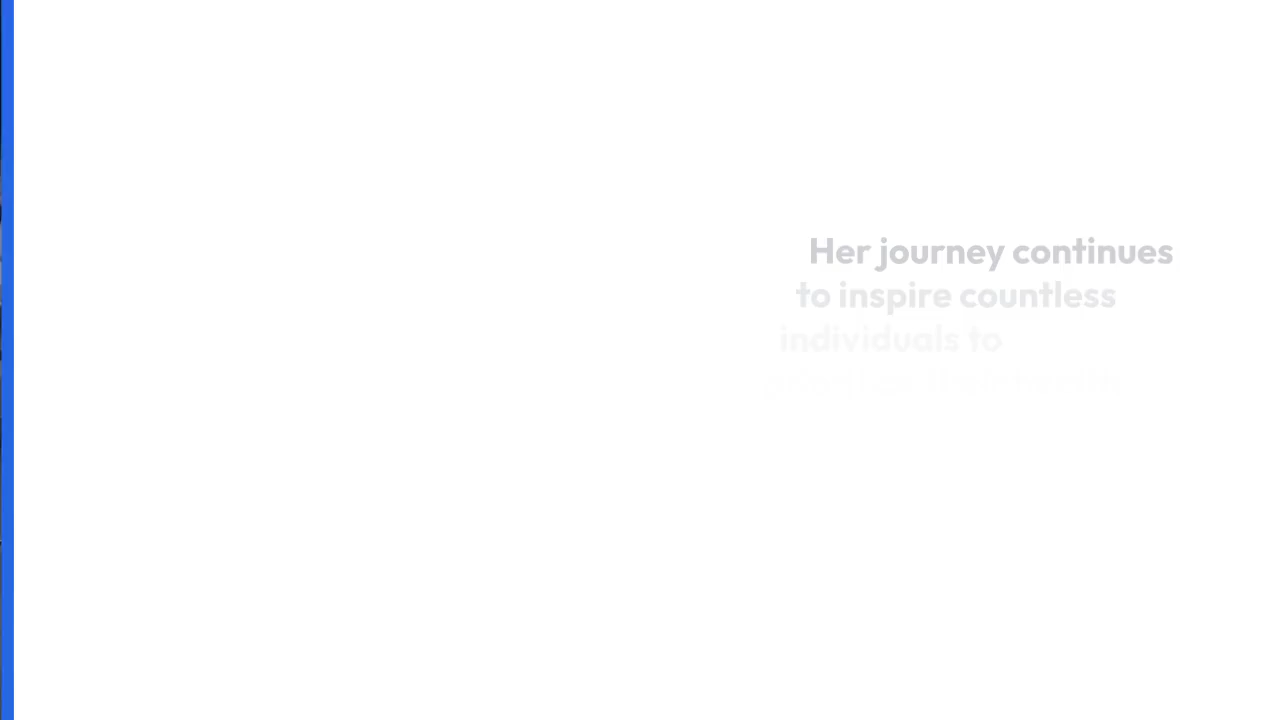 Her journey continues
to inspire countless
individuals to